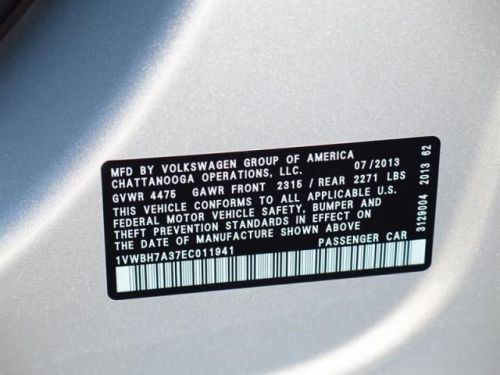 MFD BY VOLKSWAGEN GROUP OF AMERICA
CHATTANOOGA OPERATIONS, LLC. 07/2013
GVWR 4475 GAWR FRONT 2315 / REAR 2271 LBS
THIS VEHICLE CONFORMS TO ALL APPLICABLE U.S.
FEDERAL MOTOR VEHICLE SAFETY, BUMPER AND
THEFT PREVENTION STANDARDS IN EFFECT ON
THE DATE OF MANUFACTURE SHOWN ABOVE
1VWBH7A37EC011941 PASSENGER CAR
3129004 2013 62